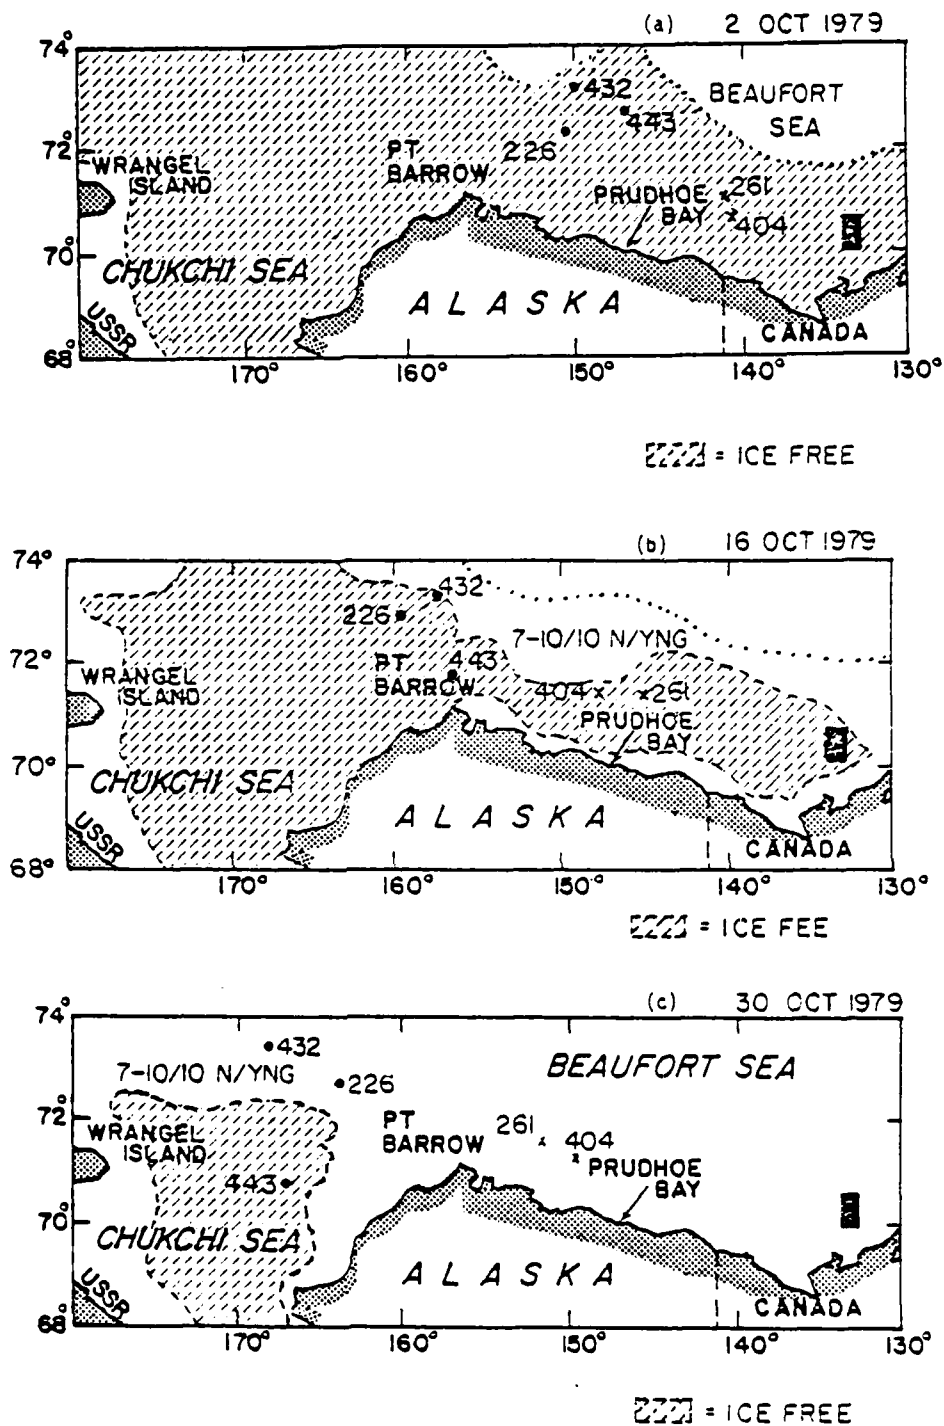 (a) 2 OCT 1979
74°
432
443
BEAUFORT
SEA
226
72°
WRANGEL
ISLAND
PT
BARROW
PRUDHOE
BAY
261
404
70°
CHUKCHI SEA
ALASKA
USSR
CANADA
68°
170° 160° 150° 140° 130°
= ICE FREE
(b) 16 OCT 1979
74°
432
226
7-10/10 N/YNG
72°
443
WRANGEL
ISLAND
PT
BARROW
404
261
PRUDHOE
BAY
70°
CHUKCHI SEA
ALASKA
USSR
CANADA
68°
170° 160° 150° 140° 130°
= ICE FEE
(c) 30 OCT 1979
74°
432
7-10/10 N/YNG
226
BEAUFORT SEA
72°
WRANGEL
ISLAND
PT
BARROW
261
404
PRUDHOE
BAY
443
70°
CHUKCHI SEA
ALASKA
USSR
CANADA
68°
170° 160° 150° 140° 130°
= ICE FREE